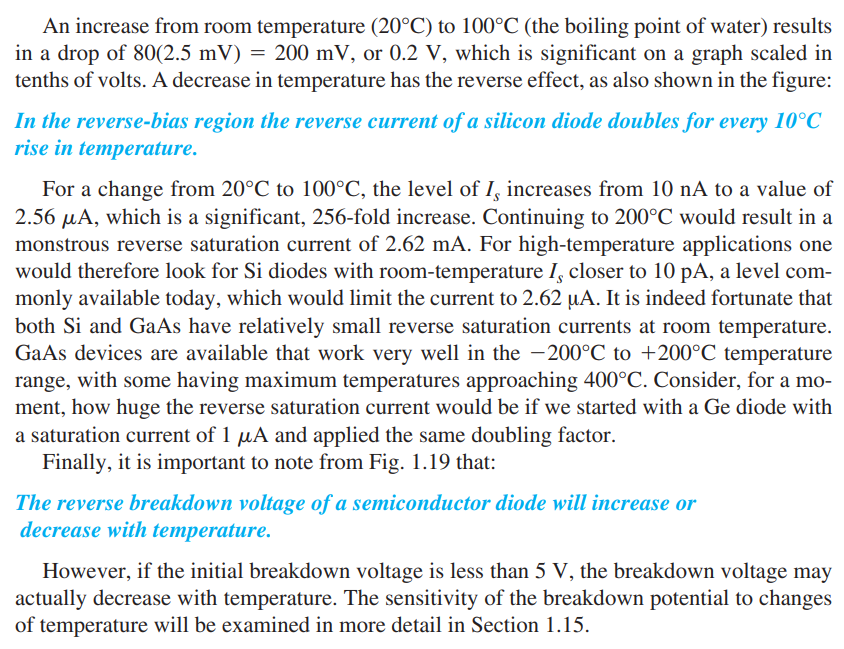 An increase from room temperature (20°C) to 100°C (the boiling point of water) results
in a drop of 80(2.5 mV) = 200 mV, or 0.2 V, which is significant on a graph scaled in
tenths of volts. A decrease in temperature has the reverse effect, as also shown in the figure:
In the reverse-bias region the reverse current of a silicon diode doubles for every 10°C
rise in temperature.
For a change from 20°C to 100°C, the level of Iₛ increases from 10 nA to a value of
2.56 μA, which is a significant, 256-fold increase. Continuing to 200°C would result in a
monstrous reverse saturation current of 2.62 mA. For high-temperature applications one
would therefore look for Si diodes with room-temperature Iₛ closer to 10 pA, a level com-
monly available today, which would limit the current to 2.62 μA. It is indeed fortunate that
both Si and GaAs have relatively small reverse saturation currents at room temperature.
GaAs devices are available that work very well in the −200°C to +200°C temperature
range, with some having maximum temperatures approaching 400°C. Consider, for a mo-
ment, how huge the reverse saturation current would be if we started with a Ge diode with
a saturation current of 1 μA and applied the same doubling factor.
Finally, it is important to note from Fig. 1.19 that:
The reverse breakdown voltage of a semiconductor diode will increase or
decrease with temperature.
However, if the initial breakdown voltage is less than 5 V, the breakdown voltage may
actually decrease with temperature. The sensitivity of the breakdown potential to changes
of temperature will be examined in more detail in Section 1.15.